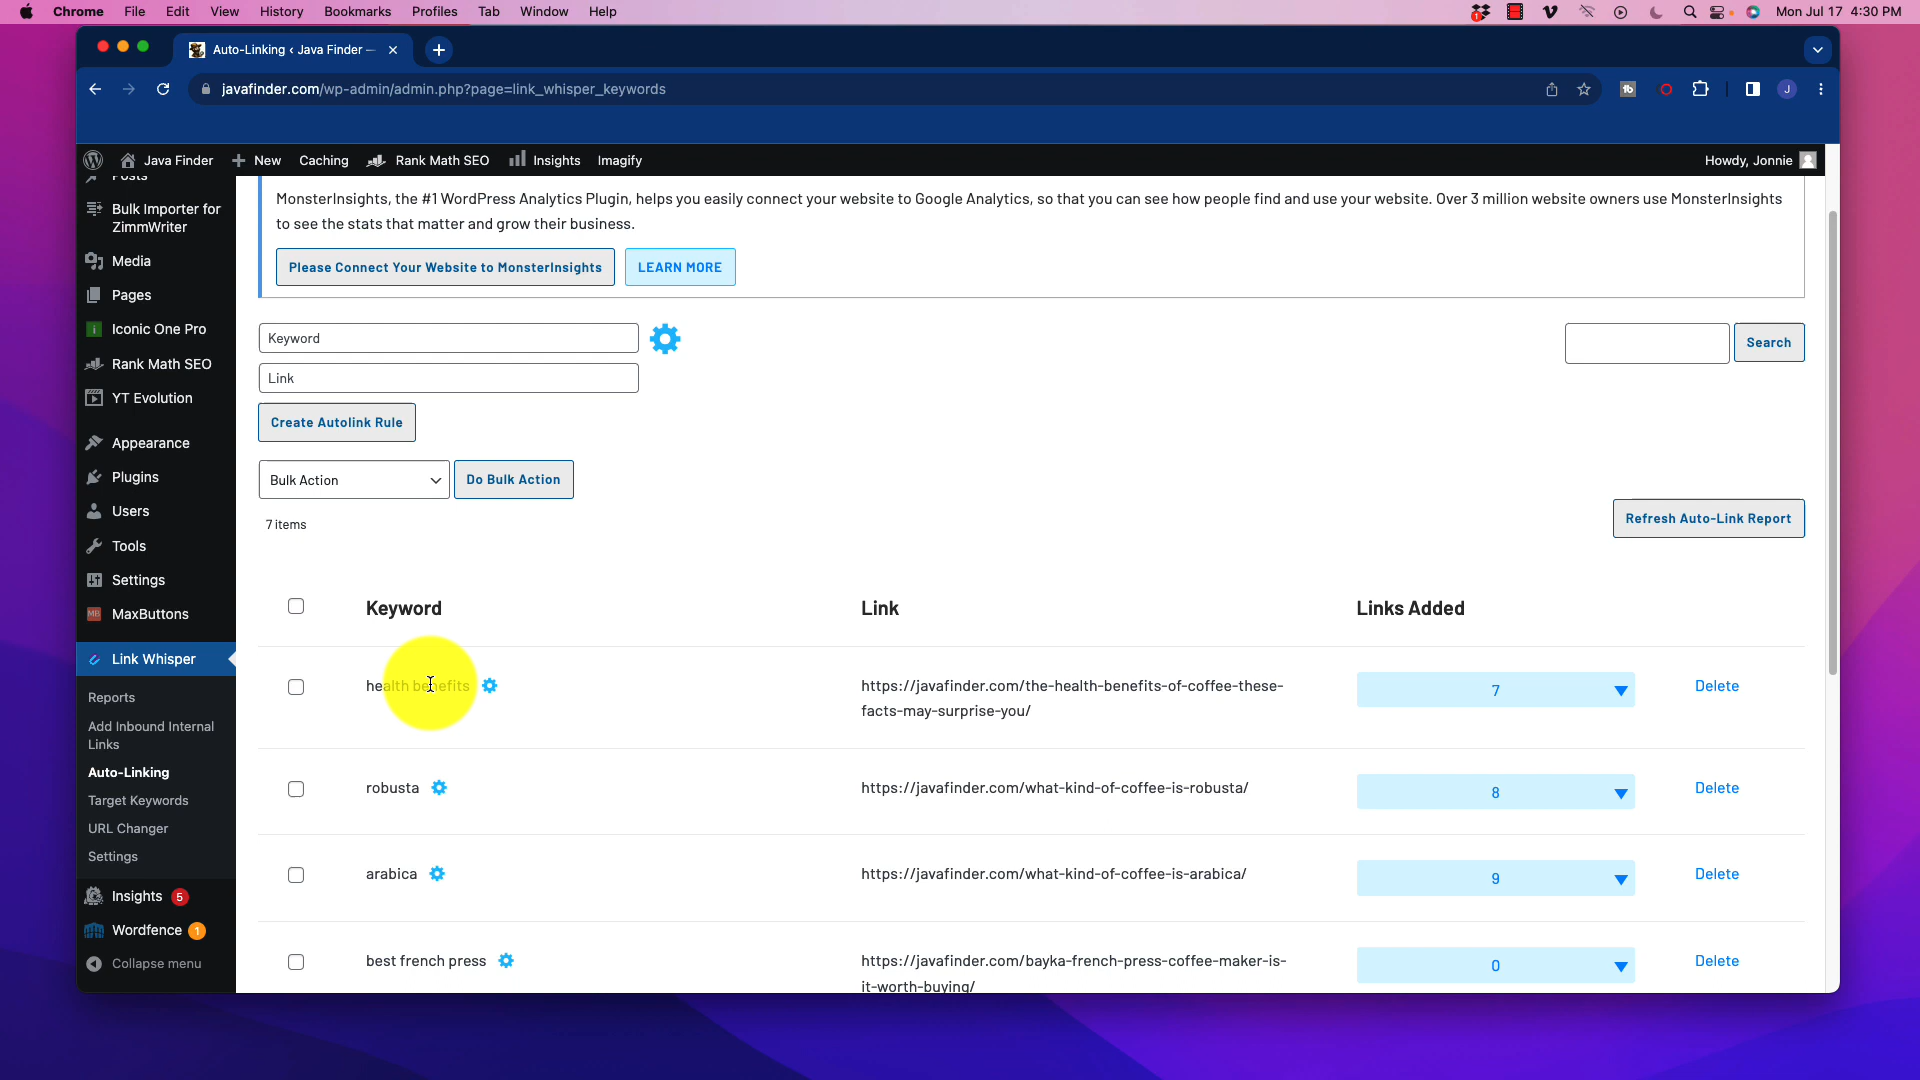 Chrome File Edit View History Bookmarks Profiles Tab Window Help
1
Mon Jul 17 4:30 PM
Auto-Linking ‹ Java Finder —
javafinder.com/wp-admin/admin.php?page=link_whisper_keywords
tb
J
Java Finder
New
Caching
Rank Math SEO
Insights
Imagify
Howdy, Jonnie
Posts
Bulk Importer for
ZimmWriter
Media
Pages
Iconic One Pro
Rank Math SEO
YT Evolution
Appearance
Plugins
Users
Tools
Settings
MB MaxButtons
Link Whisper
Reports
Add Inbound Internal
Links
Auto-Linking
Target Keywords
URL Changer
Settings
Insights 5
Wordfence 1
Collapse menu
MonsterInsights, the #1 WordPress Analytics Plugin, helps you easily connect your website to Google Analytics, so that you can see how people find and use your website. Over 3 million website owners use MonsterInsights
to see the stats that matter and grow their business.
Please Connect Your Website to MonsterInsights
LEARN MORE
Keyword
Link
Search
Create Autolink Rule
Bulk Action
Do Bulk Action
7 items
Refresh Auto-Link Report
Keyword Link Links Added
health benefits https://javafinder.com/the-health-benefits-of-coffee-these- 7 Delete
facts-may-surprise-you/
robusta https://javafinder.com/what-kind-of-coffee-is-robusta/ 8 Delete
arabica https://javafinder.com/what-kind-of-coffee-is-arabica/ 9 Delete
best french press https://javafinder.com/bayka-french-press-coffee-maker-is- 0 Delete
it-worth-buying/